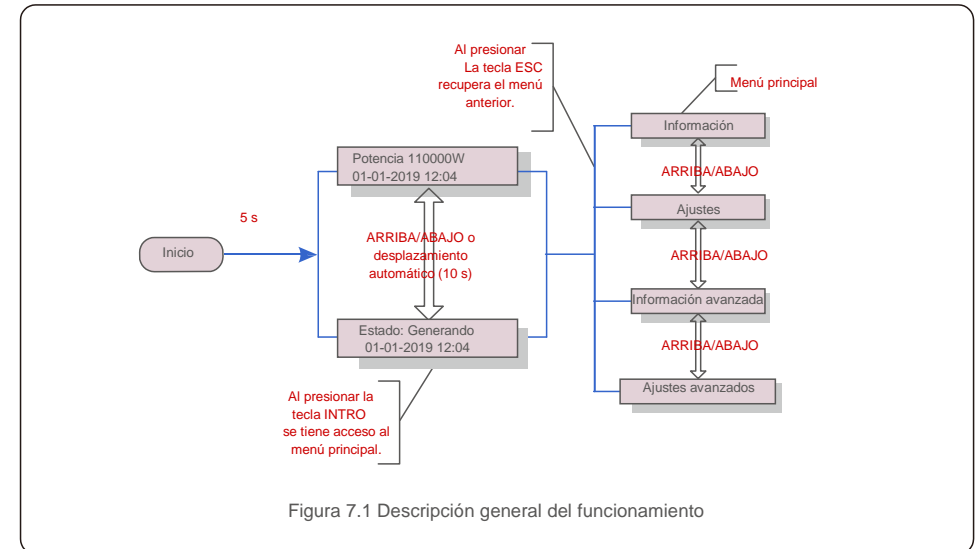 Al presionar
La tecla ESC
recupera el menú
anterior.
Menú principal
Información
Potencia 110000W
01-01-2019 12:04
ARRIBA/ABAJO
Ajustes
5 s
Inicio
ARRIBA/ABAJO o
desplazamiento
automático (10 s)
ARRIBA/ABAJO
Información avanzada
Estado: Generando
01-01-2019 12:04
ARRIBA/ABAJO
Ajustes avanzados
Al presionar la
tecla INTRO
se tiene acceso al
menú principal.
Figura 7.1 Descripción general del funcionamiento